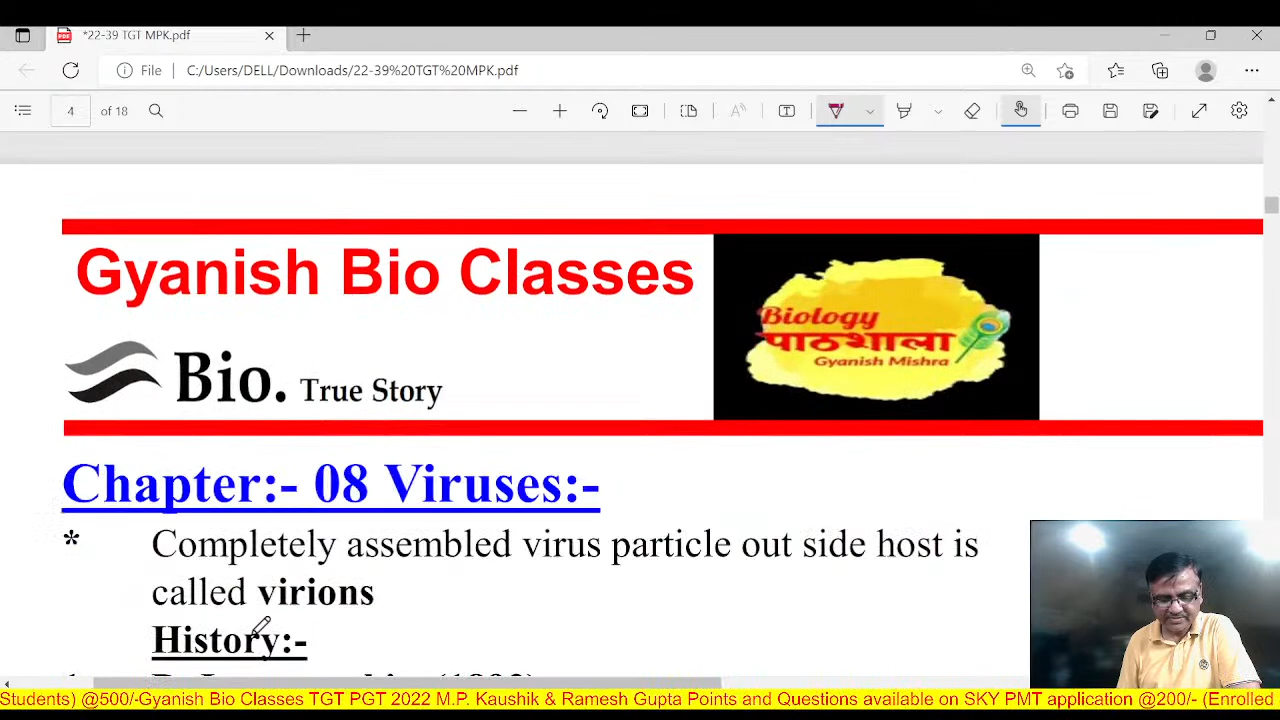 *22-39 TGT MPK.pdf
File C:/Users/DELL/Downloads/22-39%20TGT%20MPK.pdf
4 of 18
Gyanish Bio Classes
Biology
पाठशाला
Gyanish Mishra
Bio. True Story
Chapter:- 08 Viruses:-
* Completely assembled virus particle out side host is
called virions
History:-
Students) @500/-Gyanish Bio Classes TGT PGT 2022 M.P. Kaushik & Ramesh Gupta Points and Questions available on SKY PMT application @200/- (Enrolled